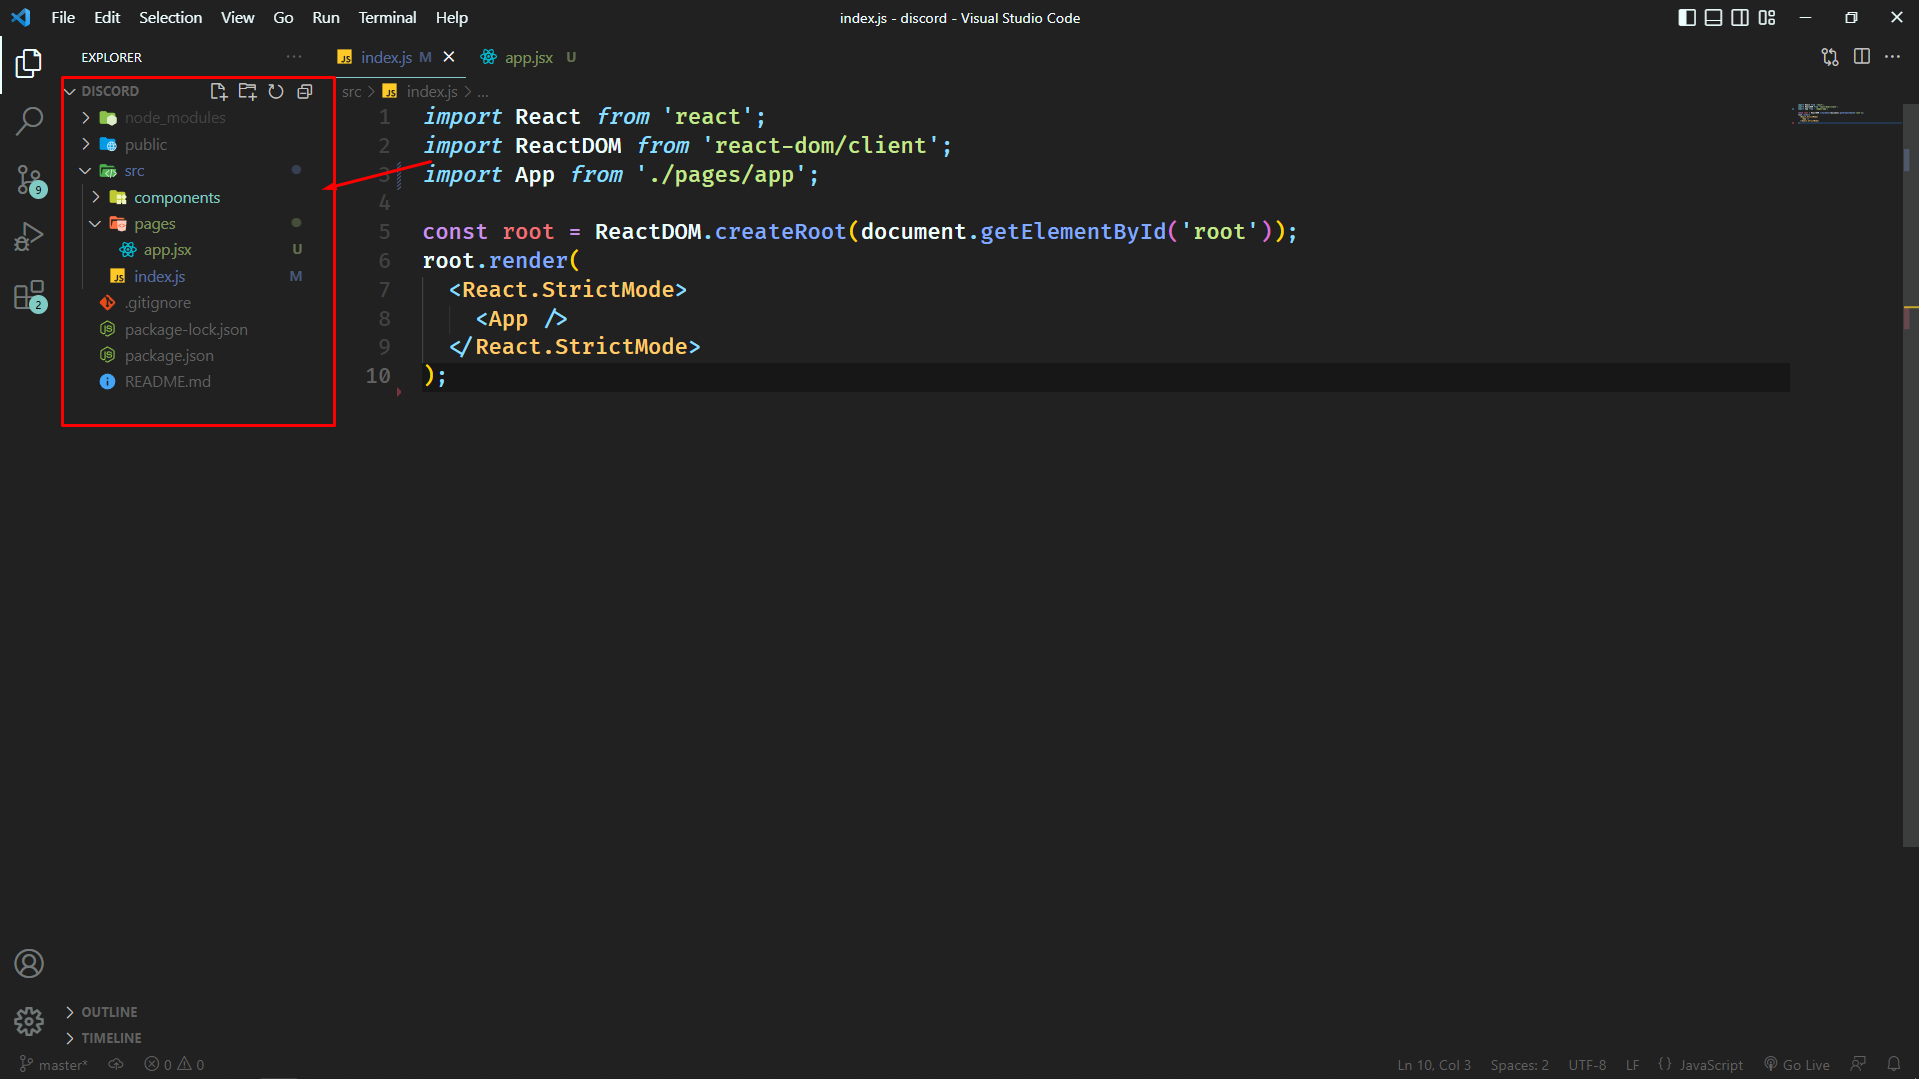 File Edit Selection View Go Run Terminal Help
index.js - discord - Visual Studio Code
EXPLORER
JS index.js M
app.jsx U
DISCORD
src > JS index.js > ...
node_modules
public
src
components
pages
app.jsx U
JS index.js M
.gitignore
package-lock.json
package.json
README.md
1 import React from 'react';
2 import ReactDOM from 'react-dom/client';
3 import App from './pages/app';
4
5 const root = ReactDOM.createRoot(document.getElementById('root'));
6 root.render(
7 <React.StrictMode>
8 <App />
9 </React.StrictMode>
10 );
9
2
OUTLINE
TIMELINE
master* 0 0
Ln 10, Col 3 Spaces: 2 UTF-8 LF {} JavaScript Go Live